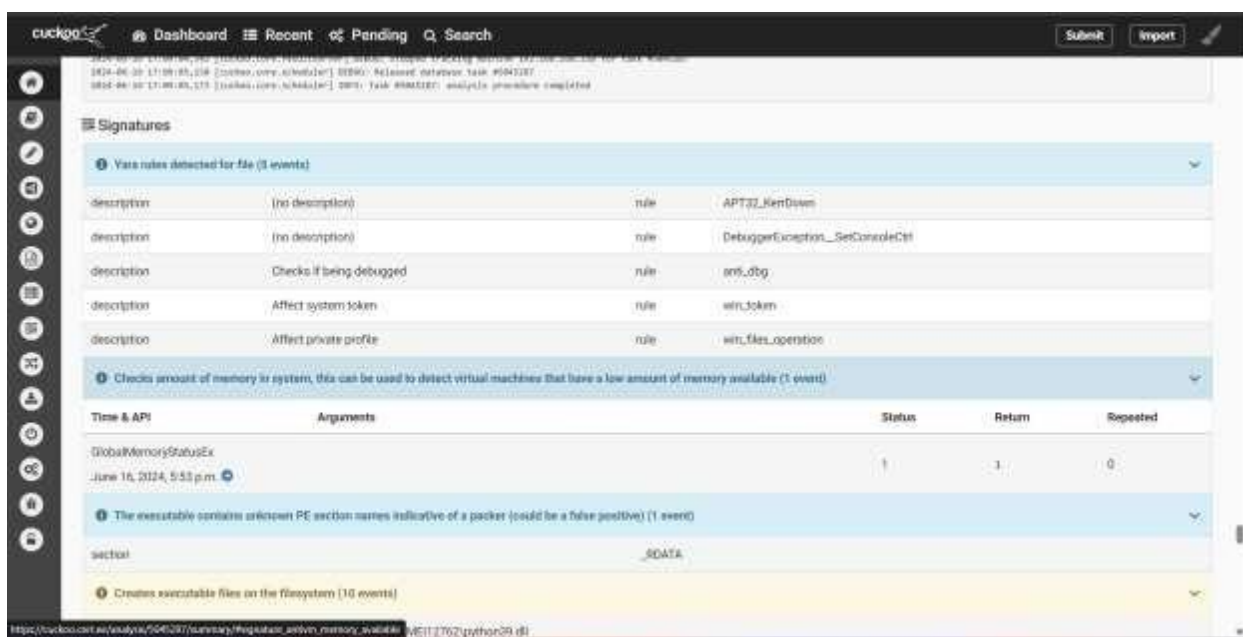 cuckoo Dashboard Recent Pending Search Submit Import
Signatures
Yara rules detected for file (5 events)
description (no description) rule APT32_KerrDown
description (no description) rule DebuggerException__SetConsoleCtrl
description Checks if being debugged rule anti_dbg
description Affect system token rule win_token
description Affect private profile rule win_files_operation
Checks amount of memory in system, this can be used to detect virtual machines that have a low amount of memory available (1 event)
Time & API Arguments Status Return Repeated
GlobalMemoryStatusEx
1 1 0
June 16, 2024, 5:53 p.m.
The executable contains unknown PE section names indicative of a packer (could be a false positive) (1 event)
section _RDATA
Creates executable files on the filesystem (10 events)
python39.dll